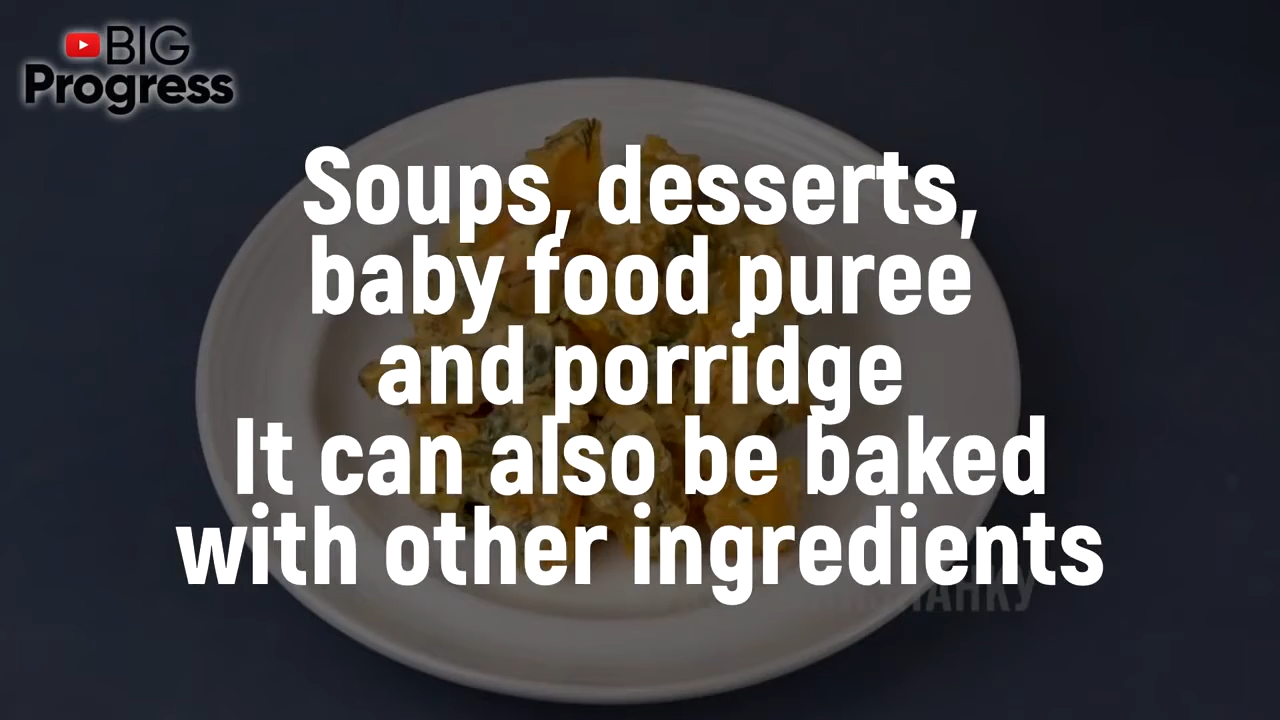 BIG
Progress
Soups, desserts,
baby food puree
and porridge
It can also be baked
with other ingredients